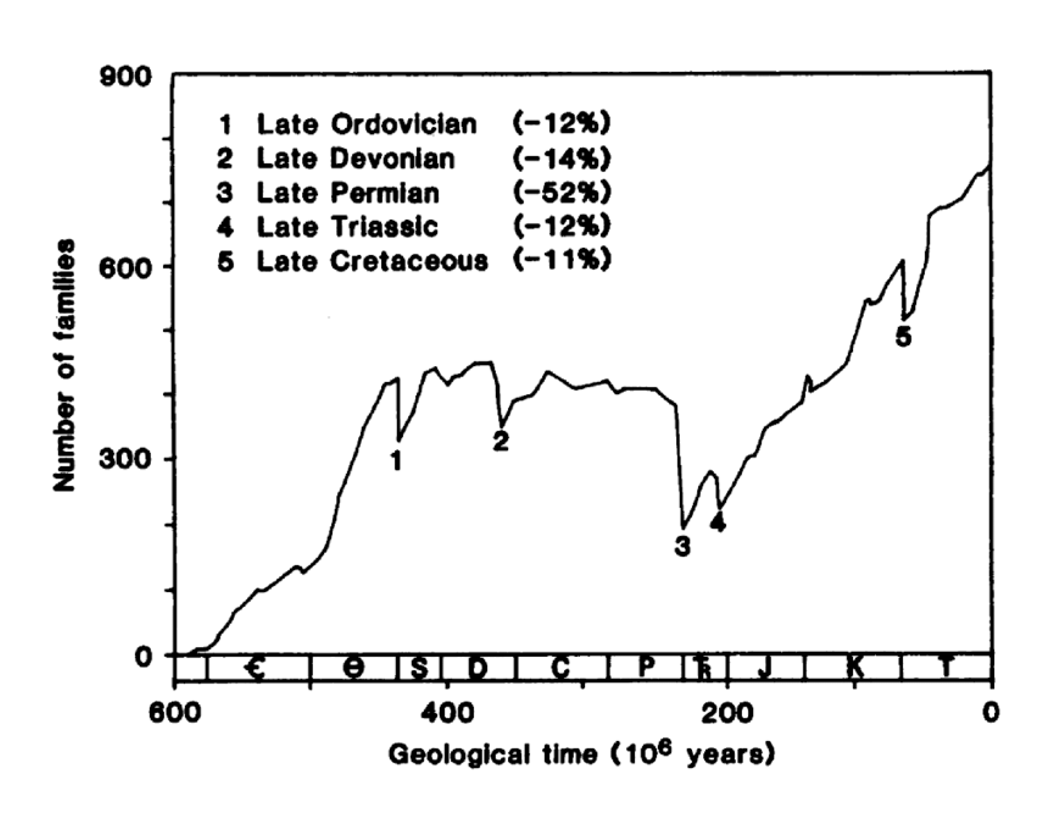 900
1 Late Ordovician (-12%)
2 Late Devonian (-14%)
3 Late Permian (-52%)
4 Late Triassic (-12%)
5 Late Cretaceous (-11%)
Number of families
600
300
0
1
2
3
4
5
Є Ɵ S D C P Ƭʀ J K T
600 400 200 0
Geological time (10⁶ years)